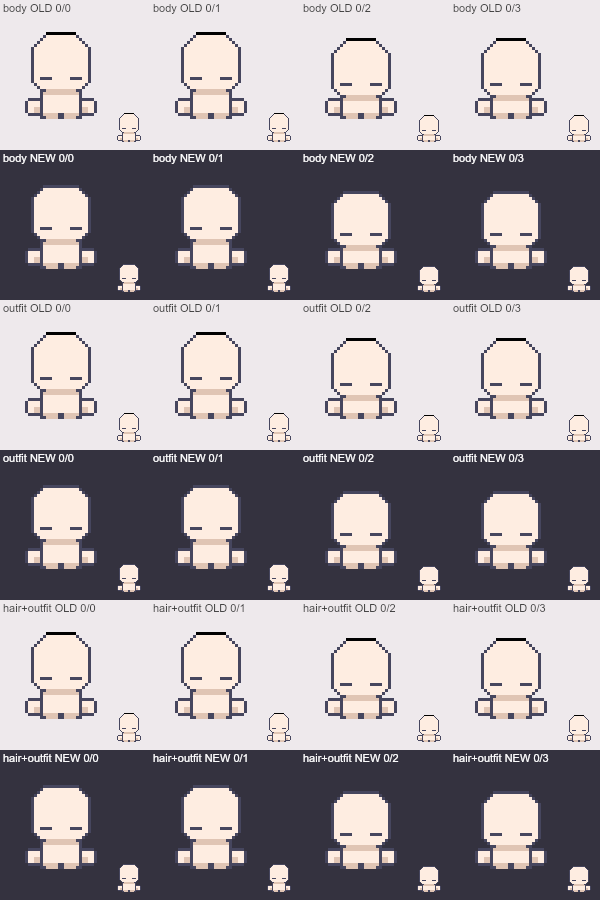 body OLD 0/0 body OLD 0/1 body OLD 0/2 body OLD 0/3
body NEW 0/0 body NEW 0/1 body NEW 0/2 body NEW 0/3
outfit OLD 0/0 outfit OLD 0/1 outfit OLD 0/2 outfit OLD 0/3
outfit NEW 0/0 outfit NEW 0/1 outfit NEW 0/2 outfit NEW 0/3
hair+outfit OLD 0/0 hair+outfit OLD 0/1 hair+outfit OLD 0/2 hair+outfit OLD 0/3
hair+outfit NEW 0/0 hair+outfit NEW 0/1 hair+outfit NEW 0/2 hair+outfit NEW 0/3